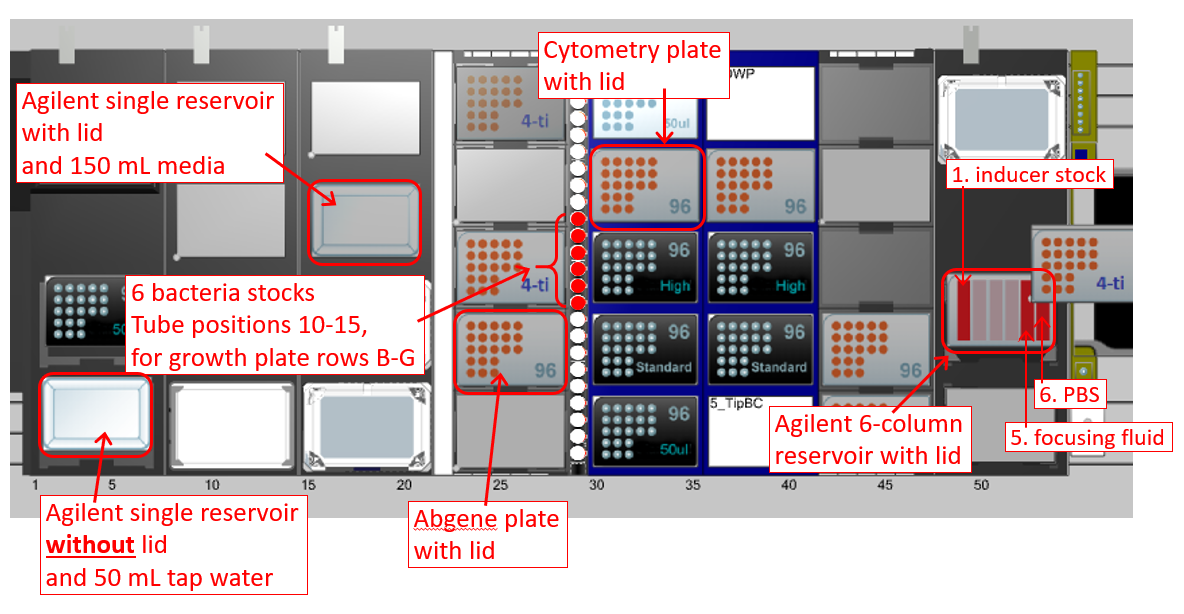 Cytometry plate
with lid
DWP
Agilent single reservoir
with lid
and 150 mL media
4-ti
50ul
96
96
1. inducer stock
6 bacteria stocks
Tube positions 10-15,
for growth plate rows B-G
4-ti
96
High
96
High
4-ti
50
96
96
Standard
96
Standard
96
6. PBS
5. focusing fluid
Agilent 6-column
reservoir with lid
96
50ul
5_TipBC
1
5
10
15
20
25
30
35
40
45
50
Agilent single reservoir
without lid
and 50 mL tap water
Abgene plate
with lid